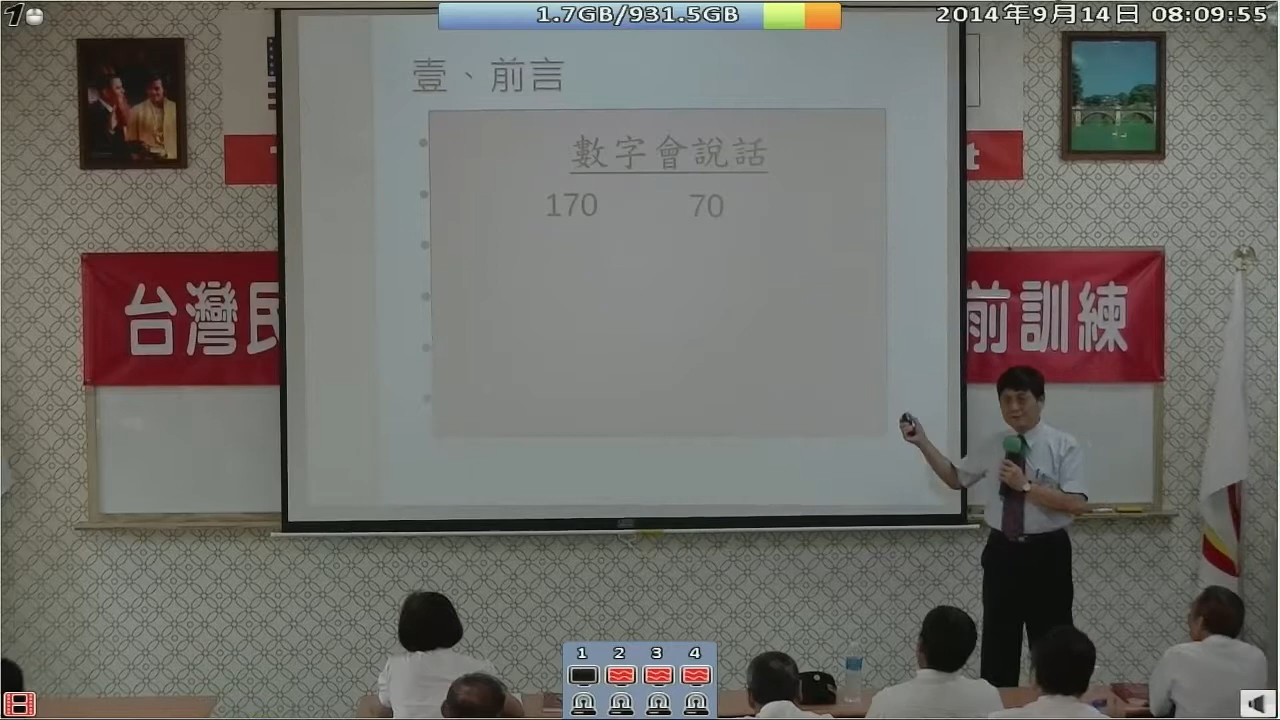 1
1.7GB/931.5GB
2014年9月14日 08:09:55
壹、前言
數字會說話
170 70
t
台灣民
前訓練
1 2 3 4